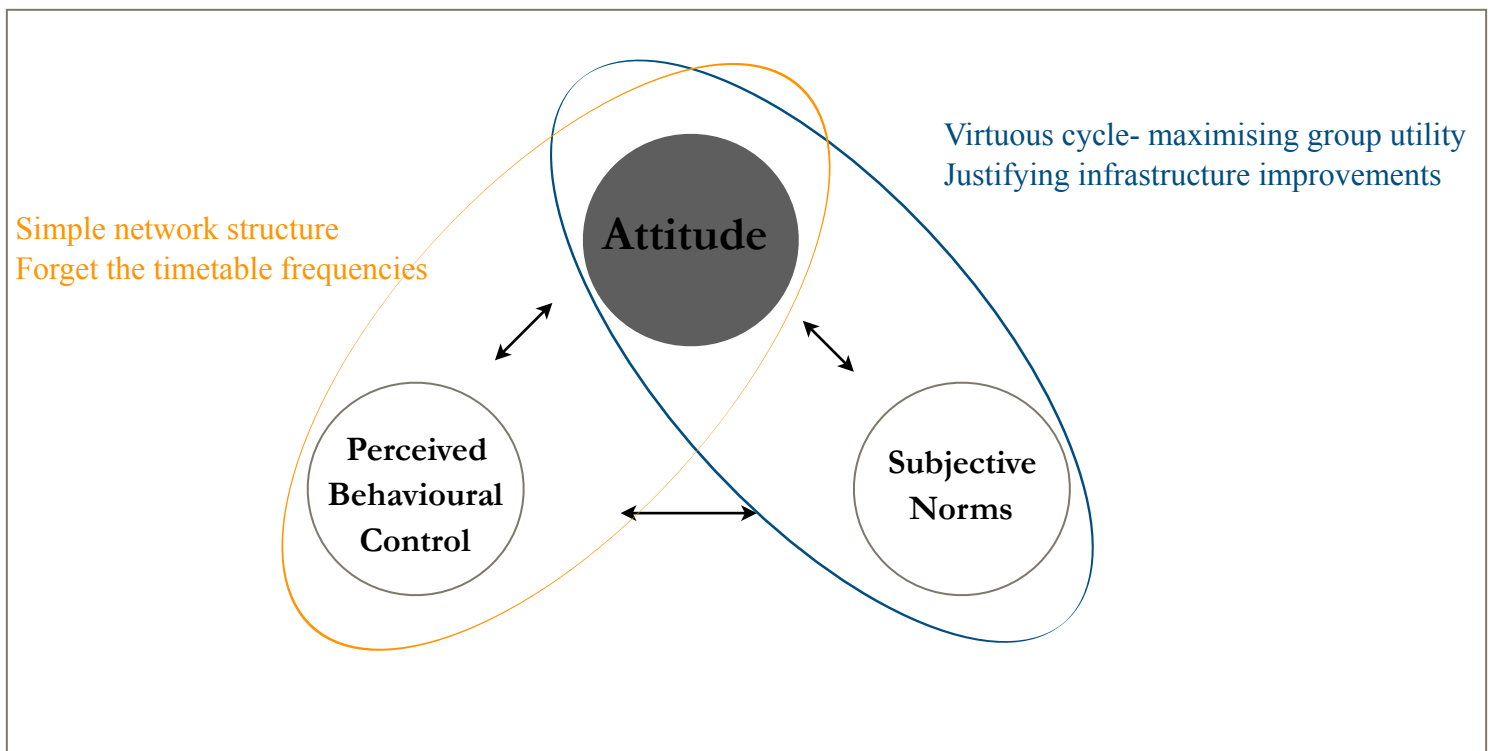 Virtuous cycle- maximising group utility
Justifying infrastructure improvements
Attitude
Simple network structure
Forget the timetable frequencies
Perceived
Behavioural
Control
Subjective
Norms